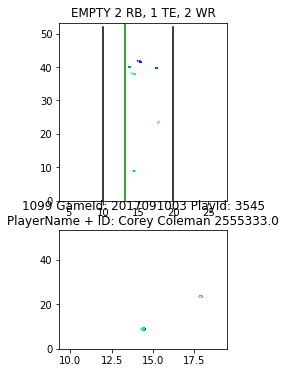 EMPTY 2 RB, 1 TE, 2 WR
50
40
30
20
10
0
5 10 15 20 25
1099 GameId: 2017091003 PlayId: 3545
PlayerName + ID: Corey Coleman 2555333.0
40
20
0
10.0 12.5 15.0 17.5